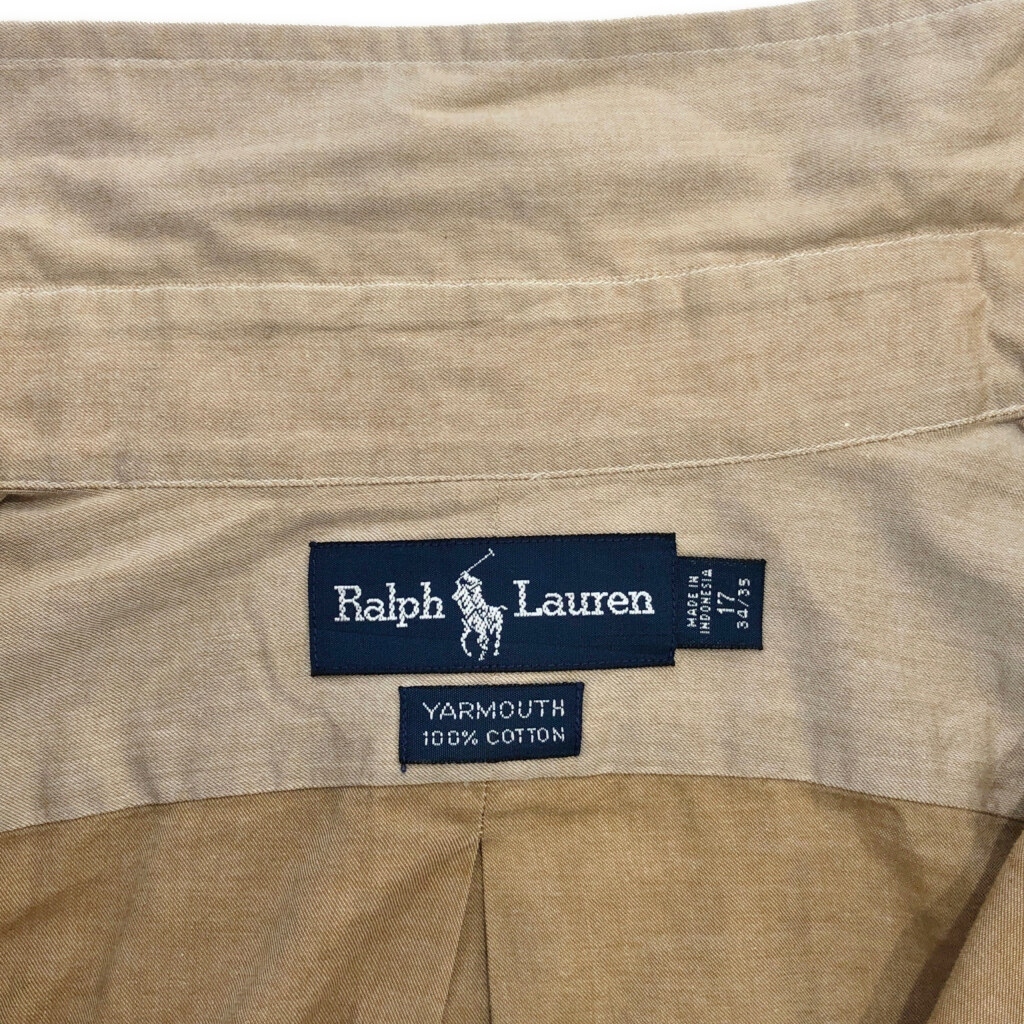 Ralph Lauren
MADE IN
INDONESIA
17
34/35
YARMOUTH
100% COTTON